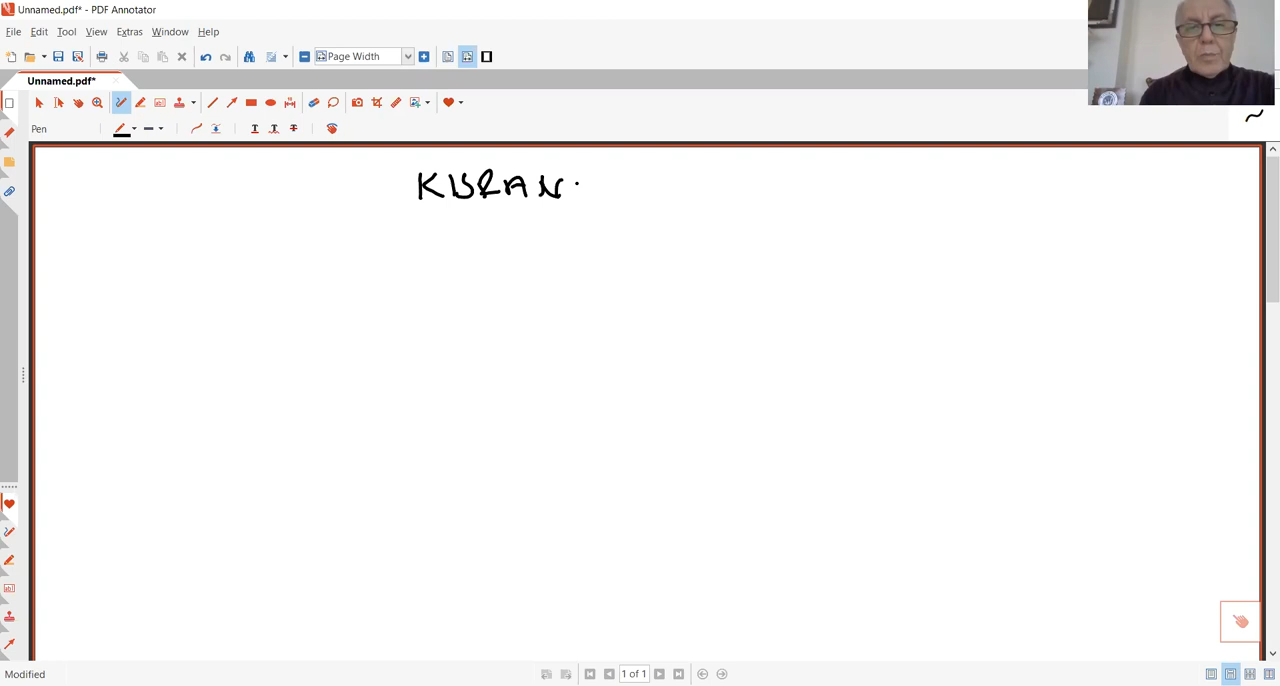 Unnamed.pdf* - PDF Annotator
File Edit Tool View Extras Window Help
Page Width
Unnamed.pdf*
Pen
KURAN
Modified
1 of 1